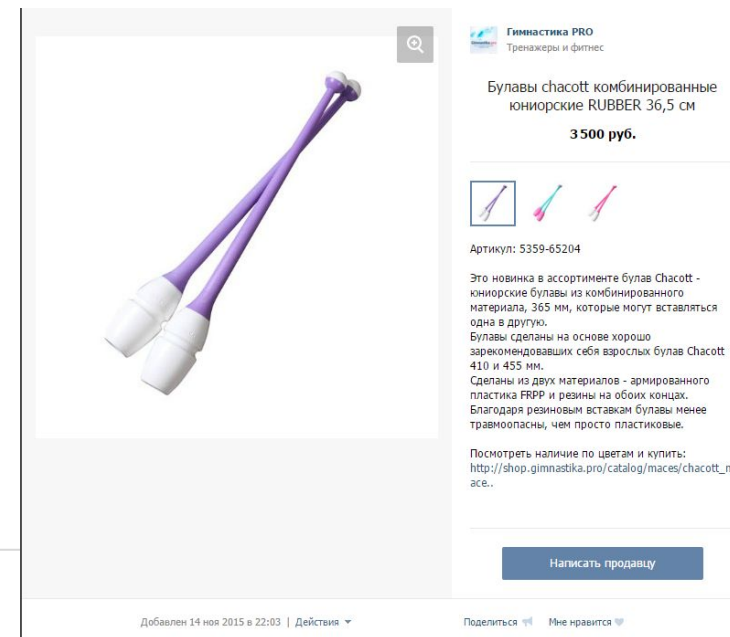 Гимнастика PRO
Тренажеры и фитнес
Булавы chacott комбинированные
юниорские RUBBER 36,5 см
3 500 руб.
Артикул: 5359-65204
Это новинка в ассортименте булав Chacott -
юниорские булавы из комбинированного
материала, 365 мм, которые могут вставляться
одна в другую.
Булавы сделаны на основе хорошо
зарекомендовавших себя взрослых булав Chacott
410 и 455 мм.
Сделаны из двух материалов - армированного
пластика FRPP и резины на обоих концах.
Благодаря резиновым вставкам булавы менее
травмоопасны, чем просто пластиковые.
Посмотреть наличие по цветам и купить:
http://shop.gimnastika.pro/catalog/maces/chacott_m
ace..
Написать продавцу
Добавлен 14 ноя 2015 в 22:03 | Действия
Поделиться
Мне нравится